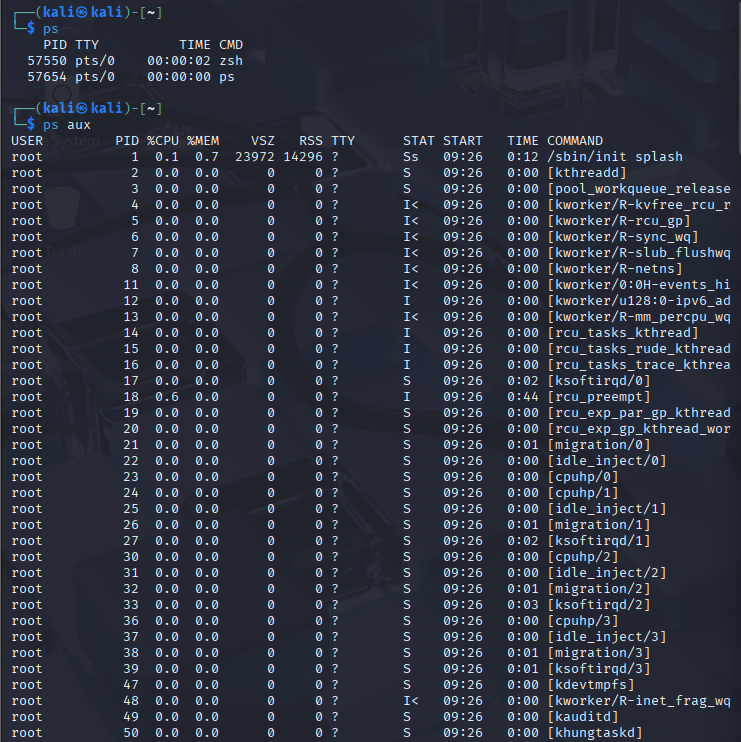 ┌──(kali㉿kali)-[~]
└─$ ps
    PID TTY          TIME CMD
  57550 pts/0    00:00:02 zsh
  57654 pts/0    00:00:00 ps
┌──(kali㉿kali)-[~]
└─$ ps aux
USER         PID %CPU %MEM    VSZ   RSS TTY      STAT START   TIME COMMAND
root           1  0.1  0.7  23972 14296 ?        Ss   09:26   0:12 /sbin/init splash
root           2  0.0  0.0      0     0 ?        S    09:26   0:00 [kthreadd]
root           3  0.0  0.0      0     0 ?        S    09:26   0:00 [pool_workqueue_release
root           4  0.0  0.0      0     0 ?        I<   09:26   0:00 [kworker/R-kvfree_rcu_r
root           5  0.0  0.0      0     0 ?        I<   09:26   0:00 [kworker/R-rcu_gp]
root           6  0.0  0.0      0     0 ?        I<   09:26   0:00 [kworker/R-sync_wq]
root           7  0.0  0.0      0     0 ?        I<   09:26   0:00 [kworker/R-slub_flushwq
root           8  0.0  0.0      0     0 ?        I<   09:26   0:00 [kworker/R-netns]
root          11  0.0  0.0      0     0 ?        I<   09:26   0:00 [kworker/0:0H-events_hi
root          12  0.0  0.0      0     0 ?        I    09:26   0:00 [kworker/u128:0-ipv6_ad
root          13  0.0  0.0      0     0 ?        I<   09:26   0:00 [kworker/R-mm_percpu_wq
root          14  0.0  0.0      0     0 ?        I    09:26   0:00 [rcu_tasks_kthread]
root          15  0.0  0.0      0     0 ?        I    09:26   0:00 [rcu_tasks_rude_kthread
root          16  0.0  0.0      0     0 ?        I    09:26   0:00 [rcu_tasks_trace_kthrea
root          17  0.0  0.0      0     0 ?        S    09:26   0:02 [ksoftirqd/0]
root          18  0.6  0.0      0     0 ?        I    09:26   0:44 [rcu_preempt]
root          19  0.0  0.0      0     0 ?        S    09:26   0:00 [rcu_exp_par_gp_kthread
root          20  0.0  0.0      0     0 ?        S    09:26   0:00 [rcu_exp_gp_kthread_wor
root          21  0.0  0.0      0     0 ?        S    09:26   0:01 [migration/0]
root          22  0.0  0.0      0     0 ?        S    09:26   0:00 [idle_inject/0]
root          23  0.0  0.0      0     0 ?        S    09:26   0:00 [cpuhp/0]
root          24  0.0  0.0      0     0 ?        S    09:26   0:00 [cpuhp/1]
root          25  0.0  0.0      0     0 ?        S    09:26   0:00 [idle_inject/1]
root          26  0.0  0.0      0     0 ?        S    09:26   0:01 [migration/1]
root          27  0.0  0.0      0     0 ?        S    09:26   0:02 [ksoftirqd/1]
root          30  0.0  0.0      0     0 ?        S    09:26   0:00 [cpuhp/2]
root          31  0.0  0.0      0     0 ?        S    09:26   0:00 [idle_inject/2]
root          32  0.0  0.0      0     0 ?        S    09:26   0:01 [migration/2]
root          33  0.0  0.0      0     0 ?        S    09:26   0:03 [ksoftirqd/2]
root          36  0.0  0.0      0     0 ?        S    09:26   0:00 [cpuhp/3]
root          37  0.0  0.0      0     0 ?        S    09:26   0:00 [idle_inject/3]
root          38  0.0  0.0      0     0 ?        S    09:26   0:01 [migration/3]
root          39  0.0  0.0      0     0 ?        S    09:26   0:01 [ksoftirqd/3]
root          47  0.0  0.0      0     0 ?        S    09:26   0:00 [kdevtmpfs]
root          48  0.0  0.0      0     0 ?        I<   09:26   0:00 [kworker/R-inet_frag_wq
root          49  0.0  0.0      0     0 ?        S    09:26   0:00 [kauditd]
root          50  0.0  0.0      0     0 ?        S    09:26   0:00 [khungtaskd]
System
Trash